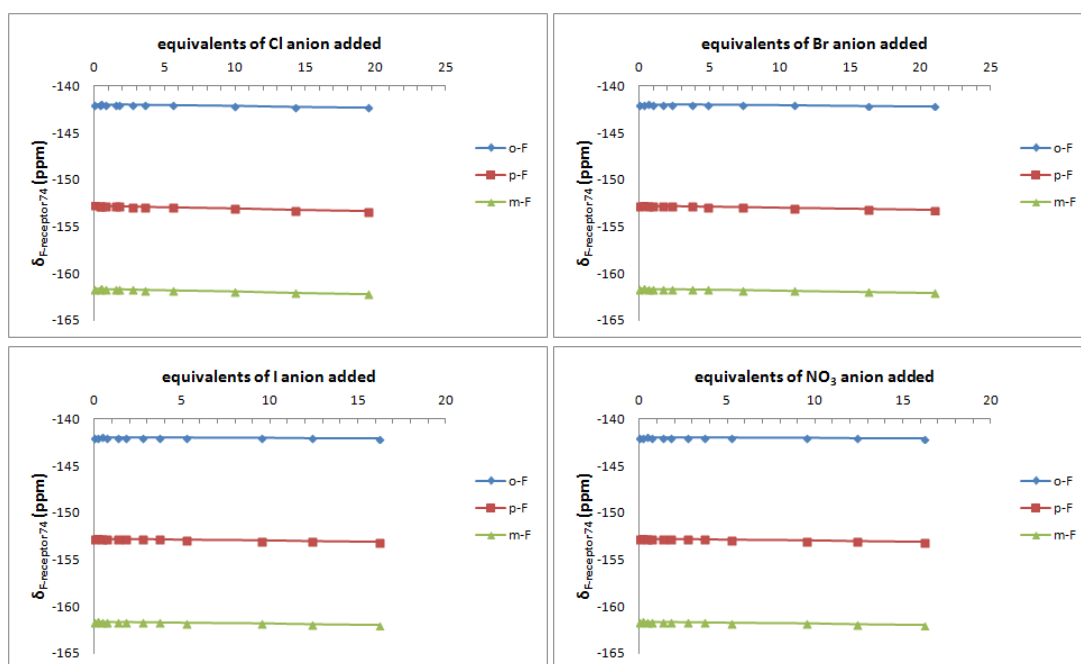 equivalents of Cl anion added
0 5 10 15 20 25
-140
-145
-150
-155
-160
-165
δF-receptor74 (ppm)
o-F
p-F
m-F
equivalents of Br anion added
0 5 10 15 20 25
-140
-145
-150
-155
-160
-165
δF-receptor74 (ppm)
o-F
p-F
m-F
equivalents of I anion added
0 5 10 15 20
-140
-145
-150
-155
-160
-165
δF-receptor74 (ppm)
o-F
p-F
m-F
equivalents of NO₃ anion added
0 5 10 15 20
-140
-145
-150
-155
-160
-165
δF-receptor74 (ppm)
o-F
p-F
m-F